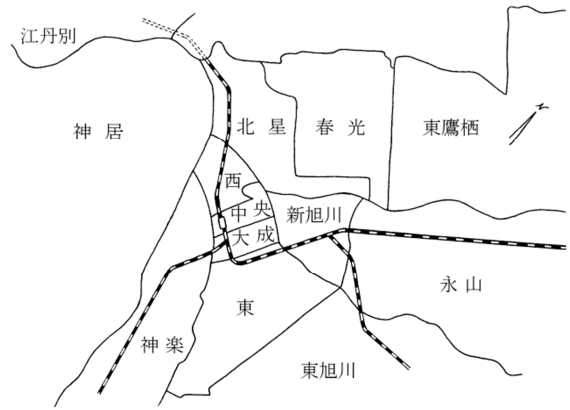 江丹別
神居
北星
春光
東鷹栖
西
中央
新旭川
大成
永山
東
神楽
東旭川